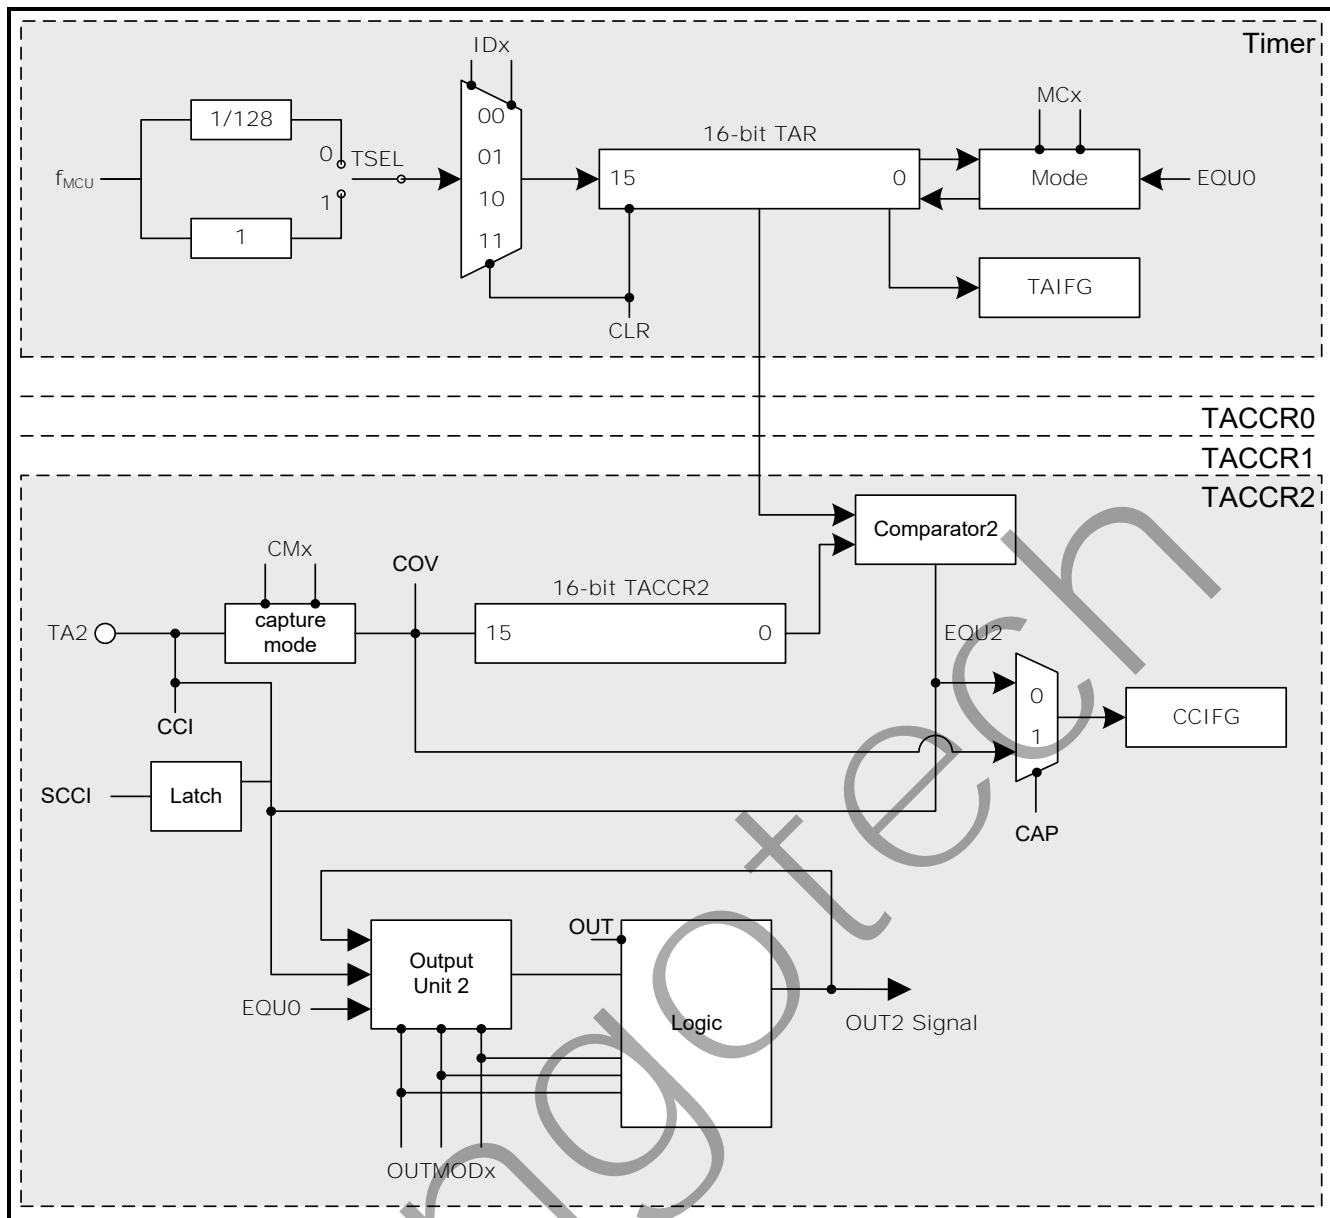 Timer
IDx
MCx
1/128
00
16-bit TAR
0
TSEL
01
fMCU
15
0
Mode
EQU0
10
1
1
11
TAIFG
CLR
TACCR0
TACCR1
TACCR2
Comparator2
CMx
COV
16-bit TACCR2
capture
mode
TA2
15
0
EQU2
CCI
0
CCIFG
1
SCCI
Latch
CAP
OUT
Output
Unit 2
EQU0
Logic
OUT2 Signal
OUTMODx
ngotech